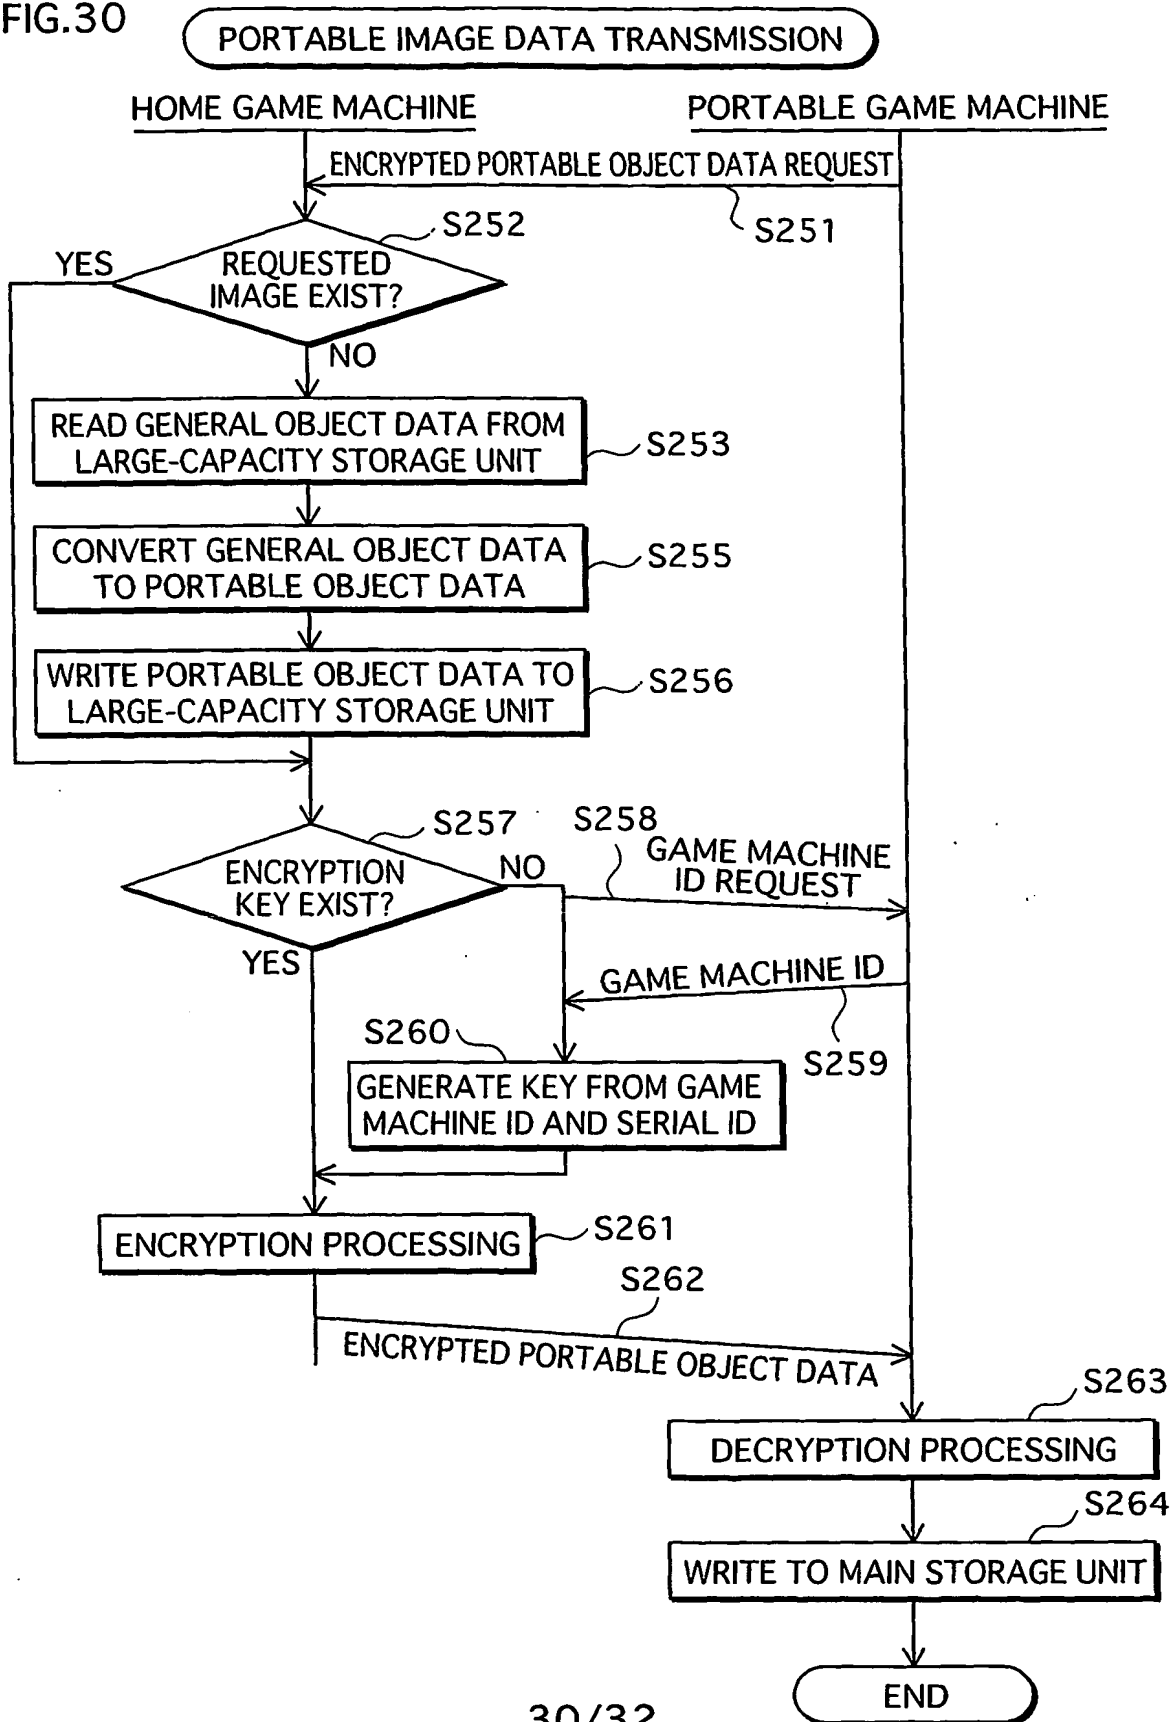 FIG.30
PORTABLE IMAGE DATA TRANSMISSION
HOME GAME MACHINE
PORTABLE GAME MACHINE
ENCRYPTED PORTABLE OBJECT DATA REQUEST
S251
S252
YES
REQUESTED
IMAGE EXIST?
NO
READ GENERAL OBJECT DATA FROM
LARGE-CAPACITY STORAGE UNIT
S253
CONVERT GENERAL OBJECT DATA
TO PORTABLE OBJECT DATA
S255
WRITE PORTABLE OBJECT DATA TO
LARGE-CAPACITY STORAGE UNIT
S256
S257
S258
ENCRYPTION
KEY EXIST?
NO
GAME MACHINE
ID REQUEST
YES
GAME MACHINE ID
S259
S260
GENERATE KEY FROM GAME
MACHINE ID AND SERIAL ID
ENCRYPTION PROCESSING
S261
S262
ENCRYPTED PORTABLE OBJECT DATA
S263
DECRYPTION PROCESSING
S264
WRITE TO MAIN STORAGE UNIT
END
30/32